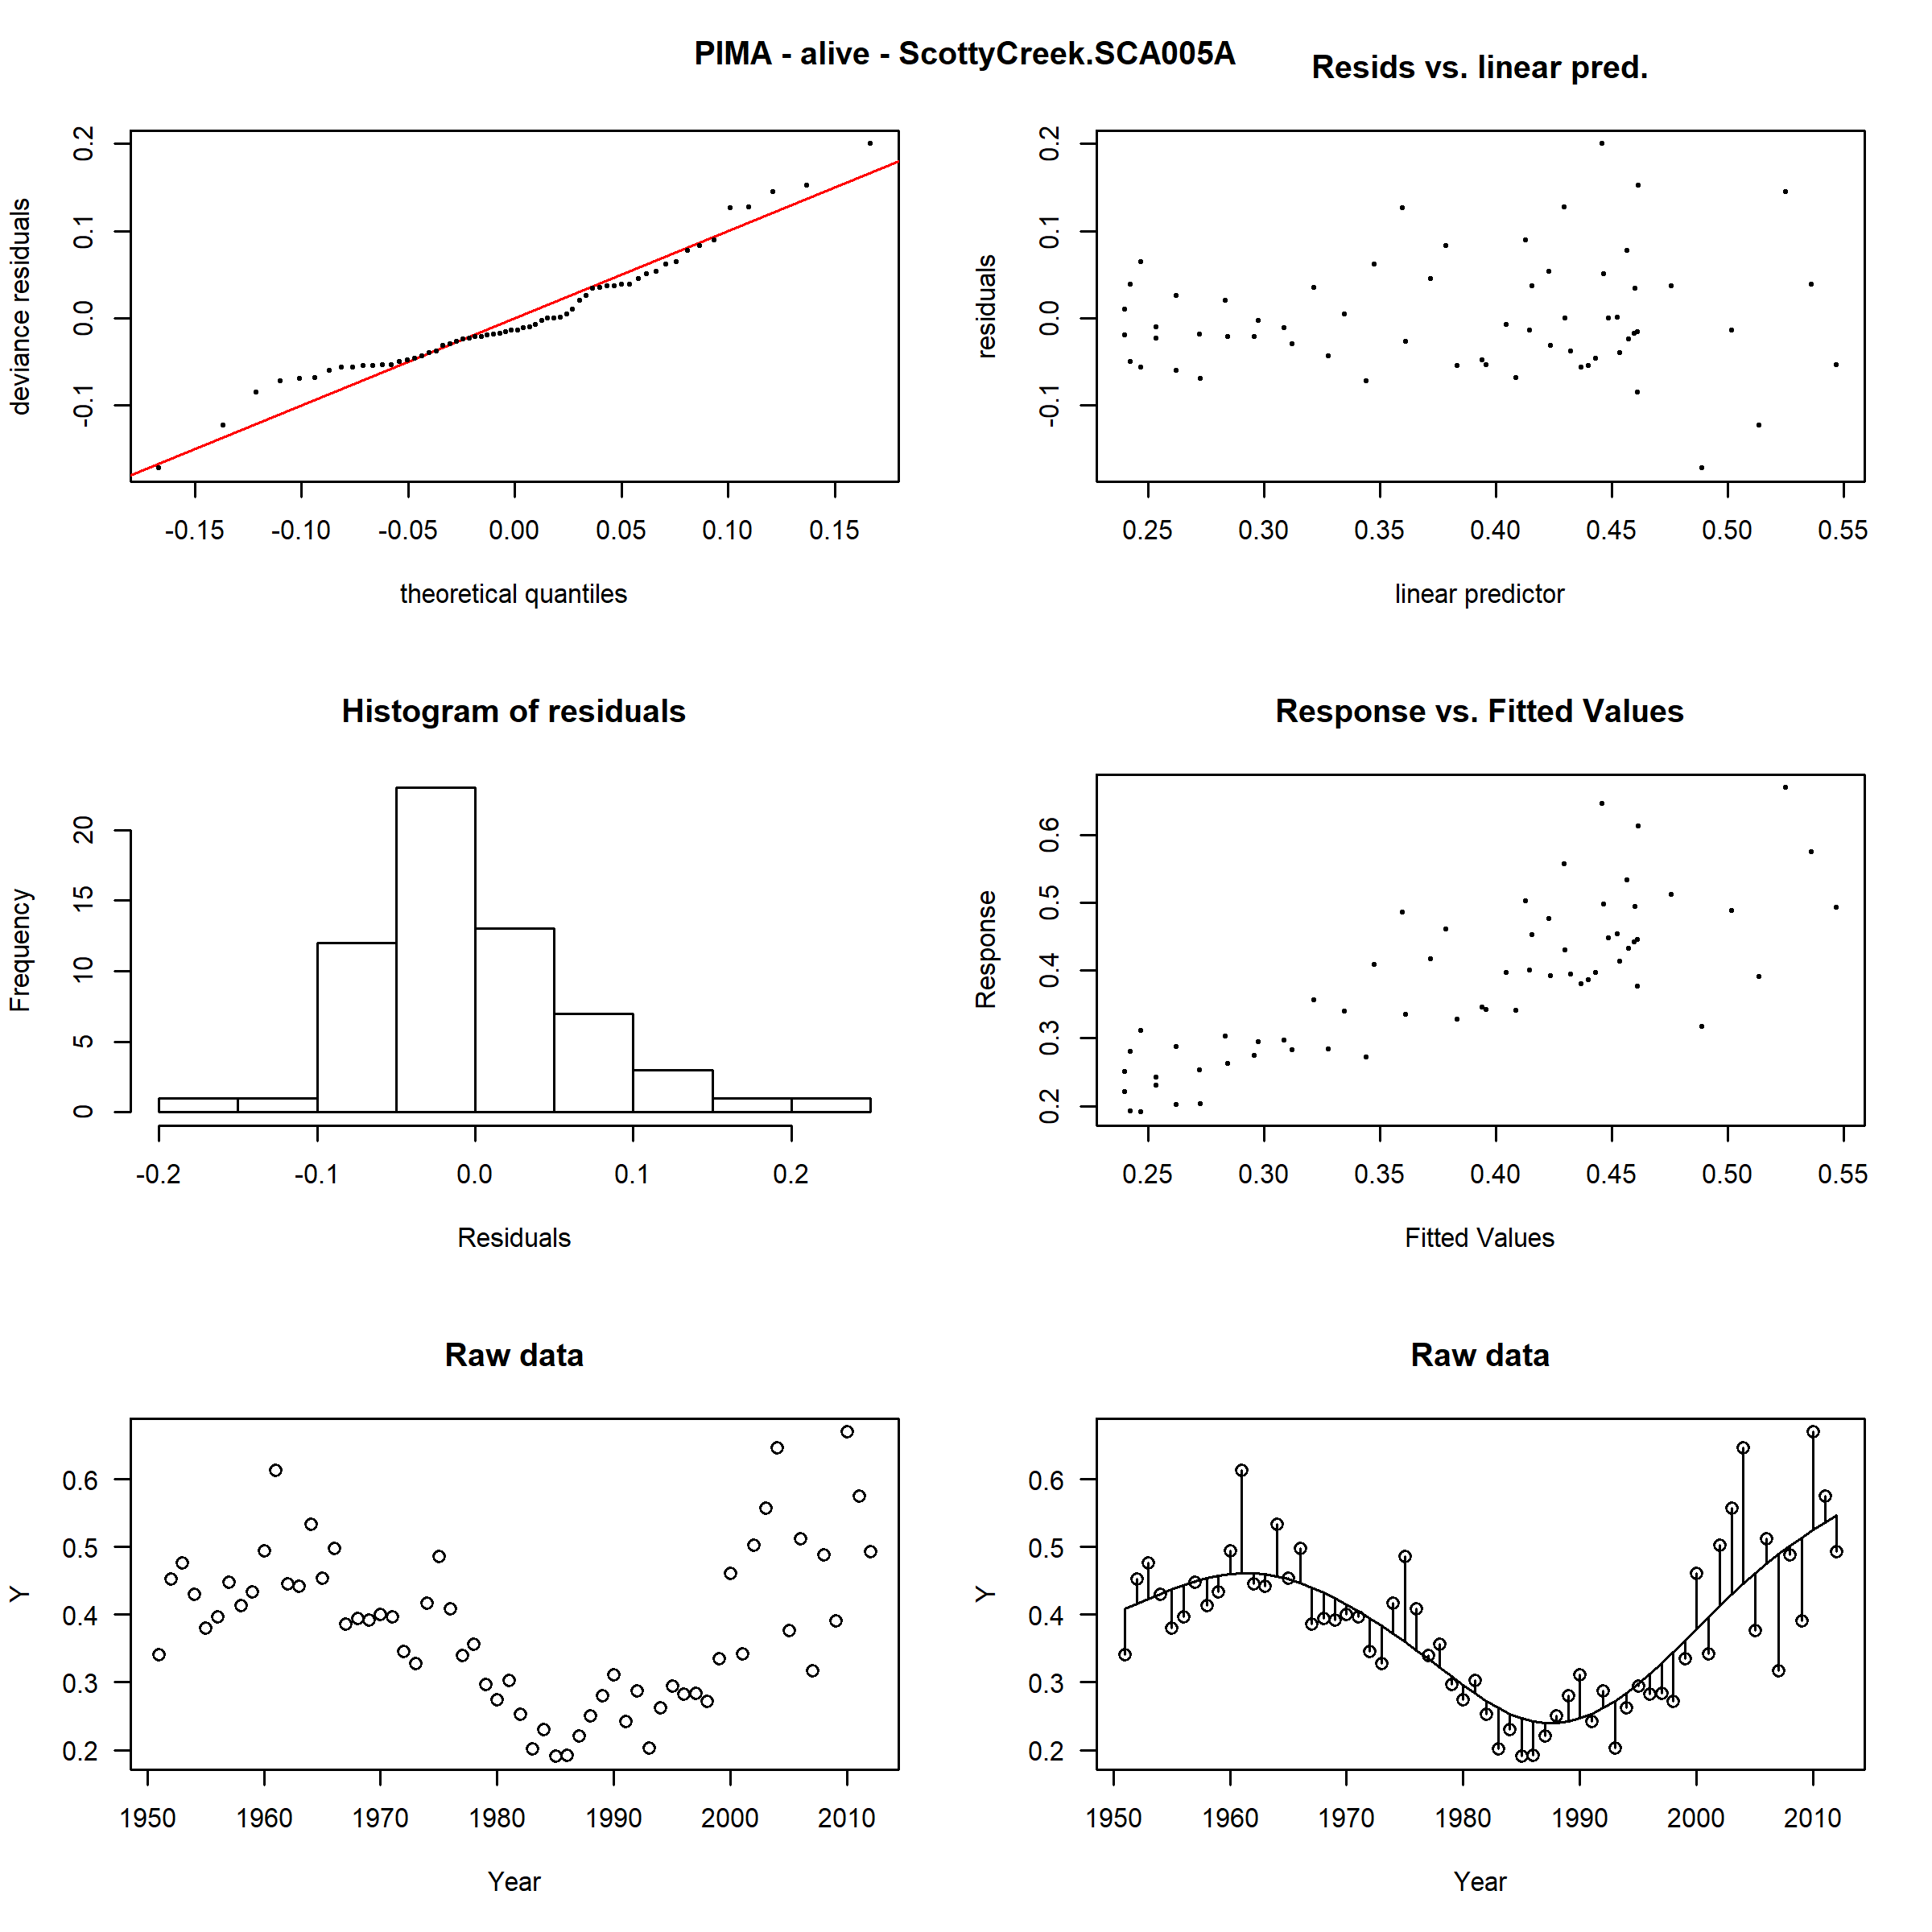 PIMA - alive - ScottyCreek.SCA005A
Resids vs. linear pred.
deviance residuals
0.2
0.1
0.0
-0.1
-0.15 -0.10 -0.05 0.00 0.05 0.10 0.15
theoretical quantiles
residuals
0.2
0.1
0.0
-0.1
0.25 0.30 0.35 0.40 0.45 0.50 0.55
linear predictor
Histogram of residuals
Frequency
20
15
10
5
0
-0.2 -0.1 0.0 0.1 0.2
Residuals
Response vs. Fitted Values
Response
0.6
0.5
0.4
0.3
0.2
0.25 0.30 0.35 0.40 0.45 0.50 0.55
Fitted Values
Raw data
Y
0.6
0.5
0.4
0.3
0.2
1950 1960 1970 1980 1990 2000 2010
Year
Raw data
Y
0.6
0.5
0.4
0.3
0.2
1950 1960 1970 1980 1990 2000 2010
Year